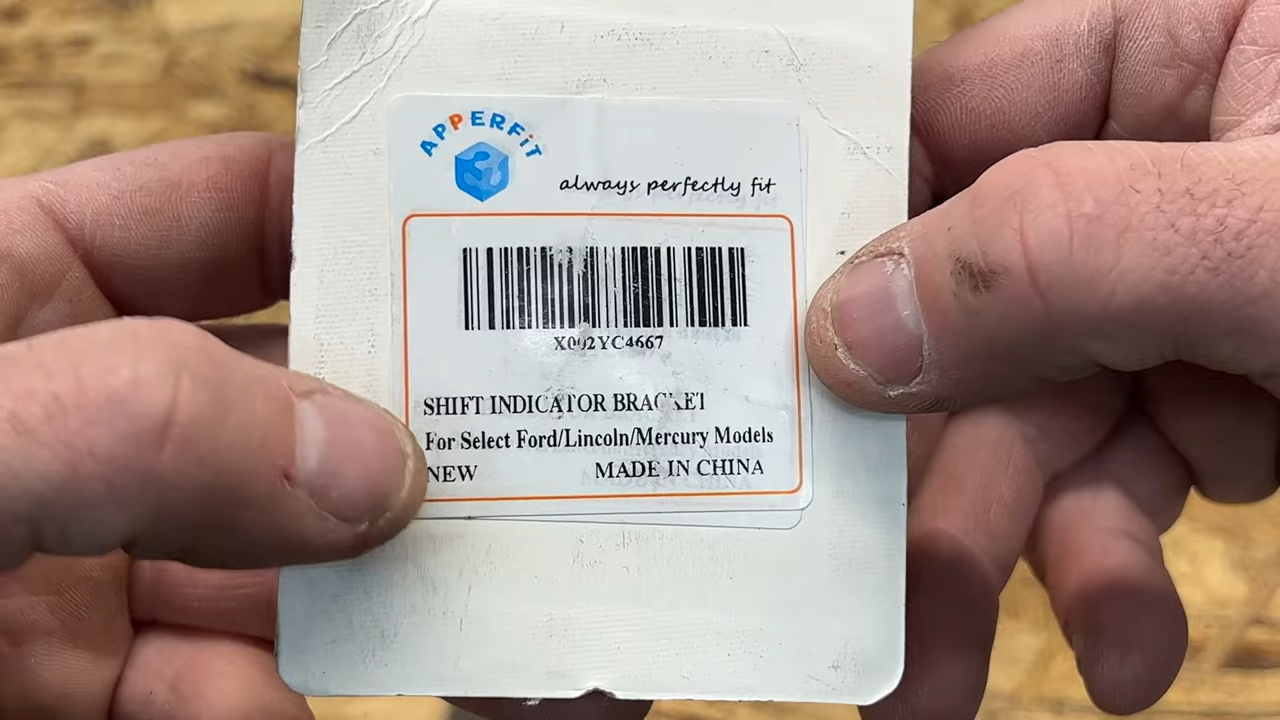 APPERFiT
always perfectly fit
X002YC4667
SHIFT INDICATOR BRACKET
For Select Ford/Lincoln/Mercury Models
NEW MADE IN CHINA